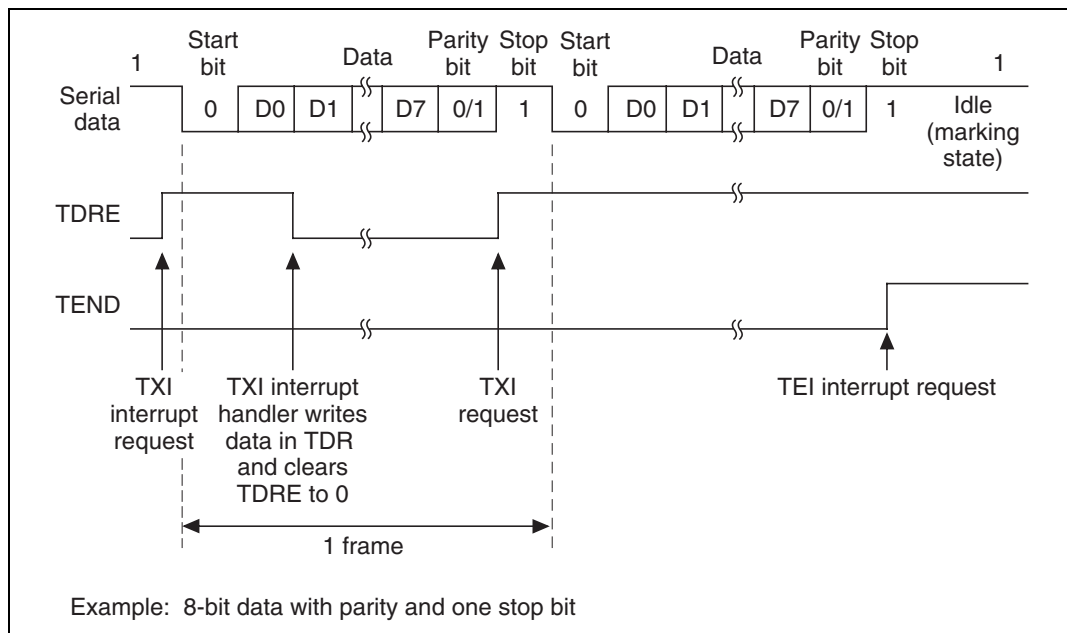 1
Start
bit
Data
Parity
bit
Stop
bit
Start
bit
Data
Parity
bit
Stop
bit
1
Serial
data
0
D0
D1
D7
0/1
1
0
D0
D1
D7
0/1
1
Idle
(marking
state)
TDRE
TEND
TXI
interrupt
request
TXI interrupt
handler writes
data in TDR
and clears
TDRE to 0
TXI
request
TEI interrupt request
1 frame
Example: 8-bit data with parity and one stop bit